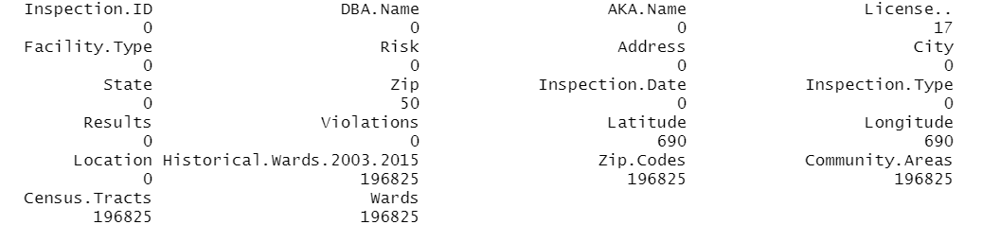 Inspection.ID DBA.Name AKA.Name License..
0 0 0 17
Facility.Type Risk Address City
0 0 0 0
State Zip Inspection.Date Inspection.Type
0 50 0 0
Results Violations Latitude Longitude
0 0 690 690
Location Historical.Wards.2003.2015 Zip.Codes Community.Areas
0 196825 196825 196825
Census.Tracts Wards
196825 196825